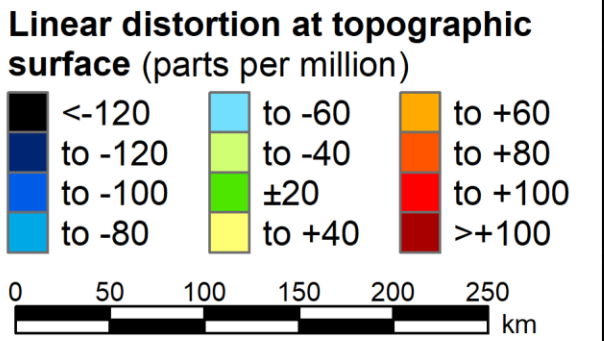 Linear distortion at topographic
surface (parts per million)
<-120 to -60 to +60
to -120 to -40 to +80
to -100 ±20 to +100
to -80 to +40 >+100
0 50 100 150 200 250
km